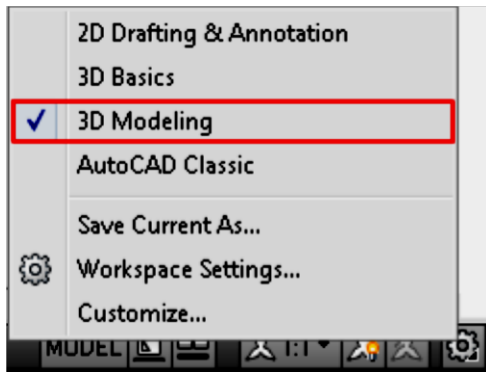 2D Drafting & Annotation
3D Basics
3D Modeling
AutoCAD Classic
Save Current As...
Workspace Settings...
Customize...
MODEL 1:1